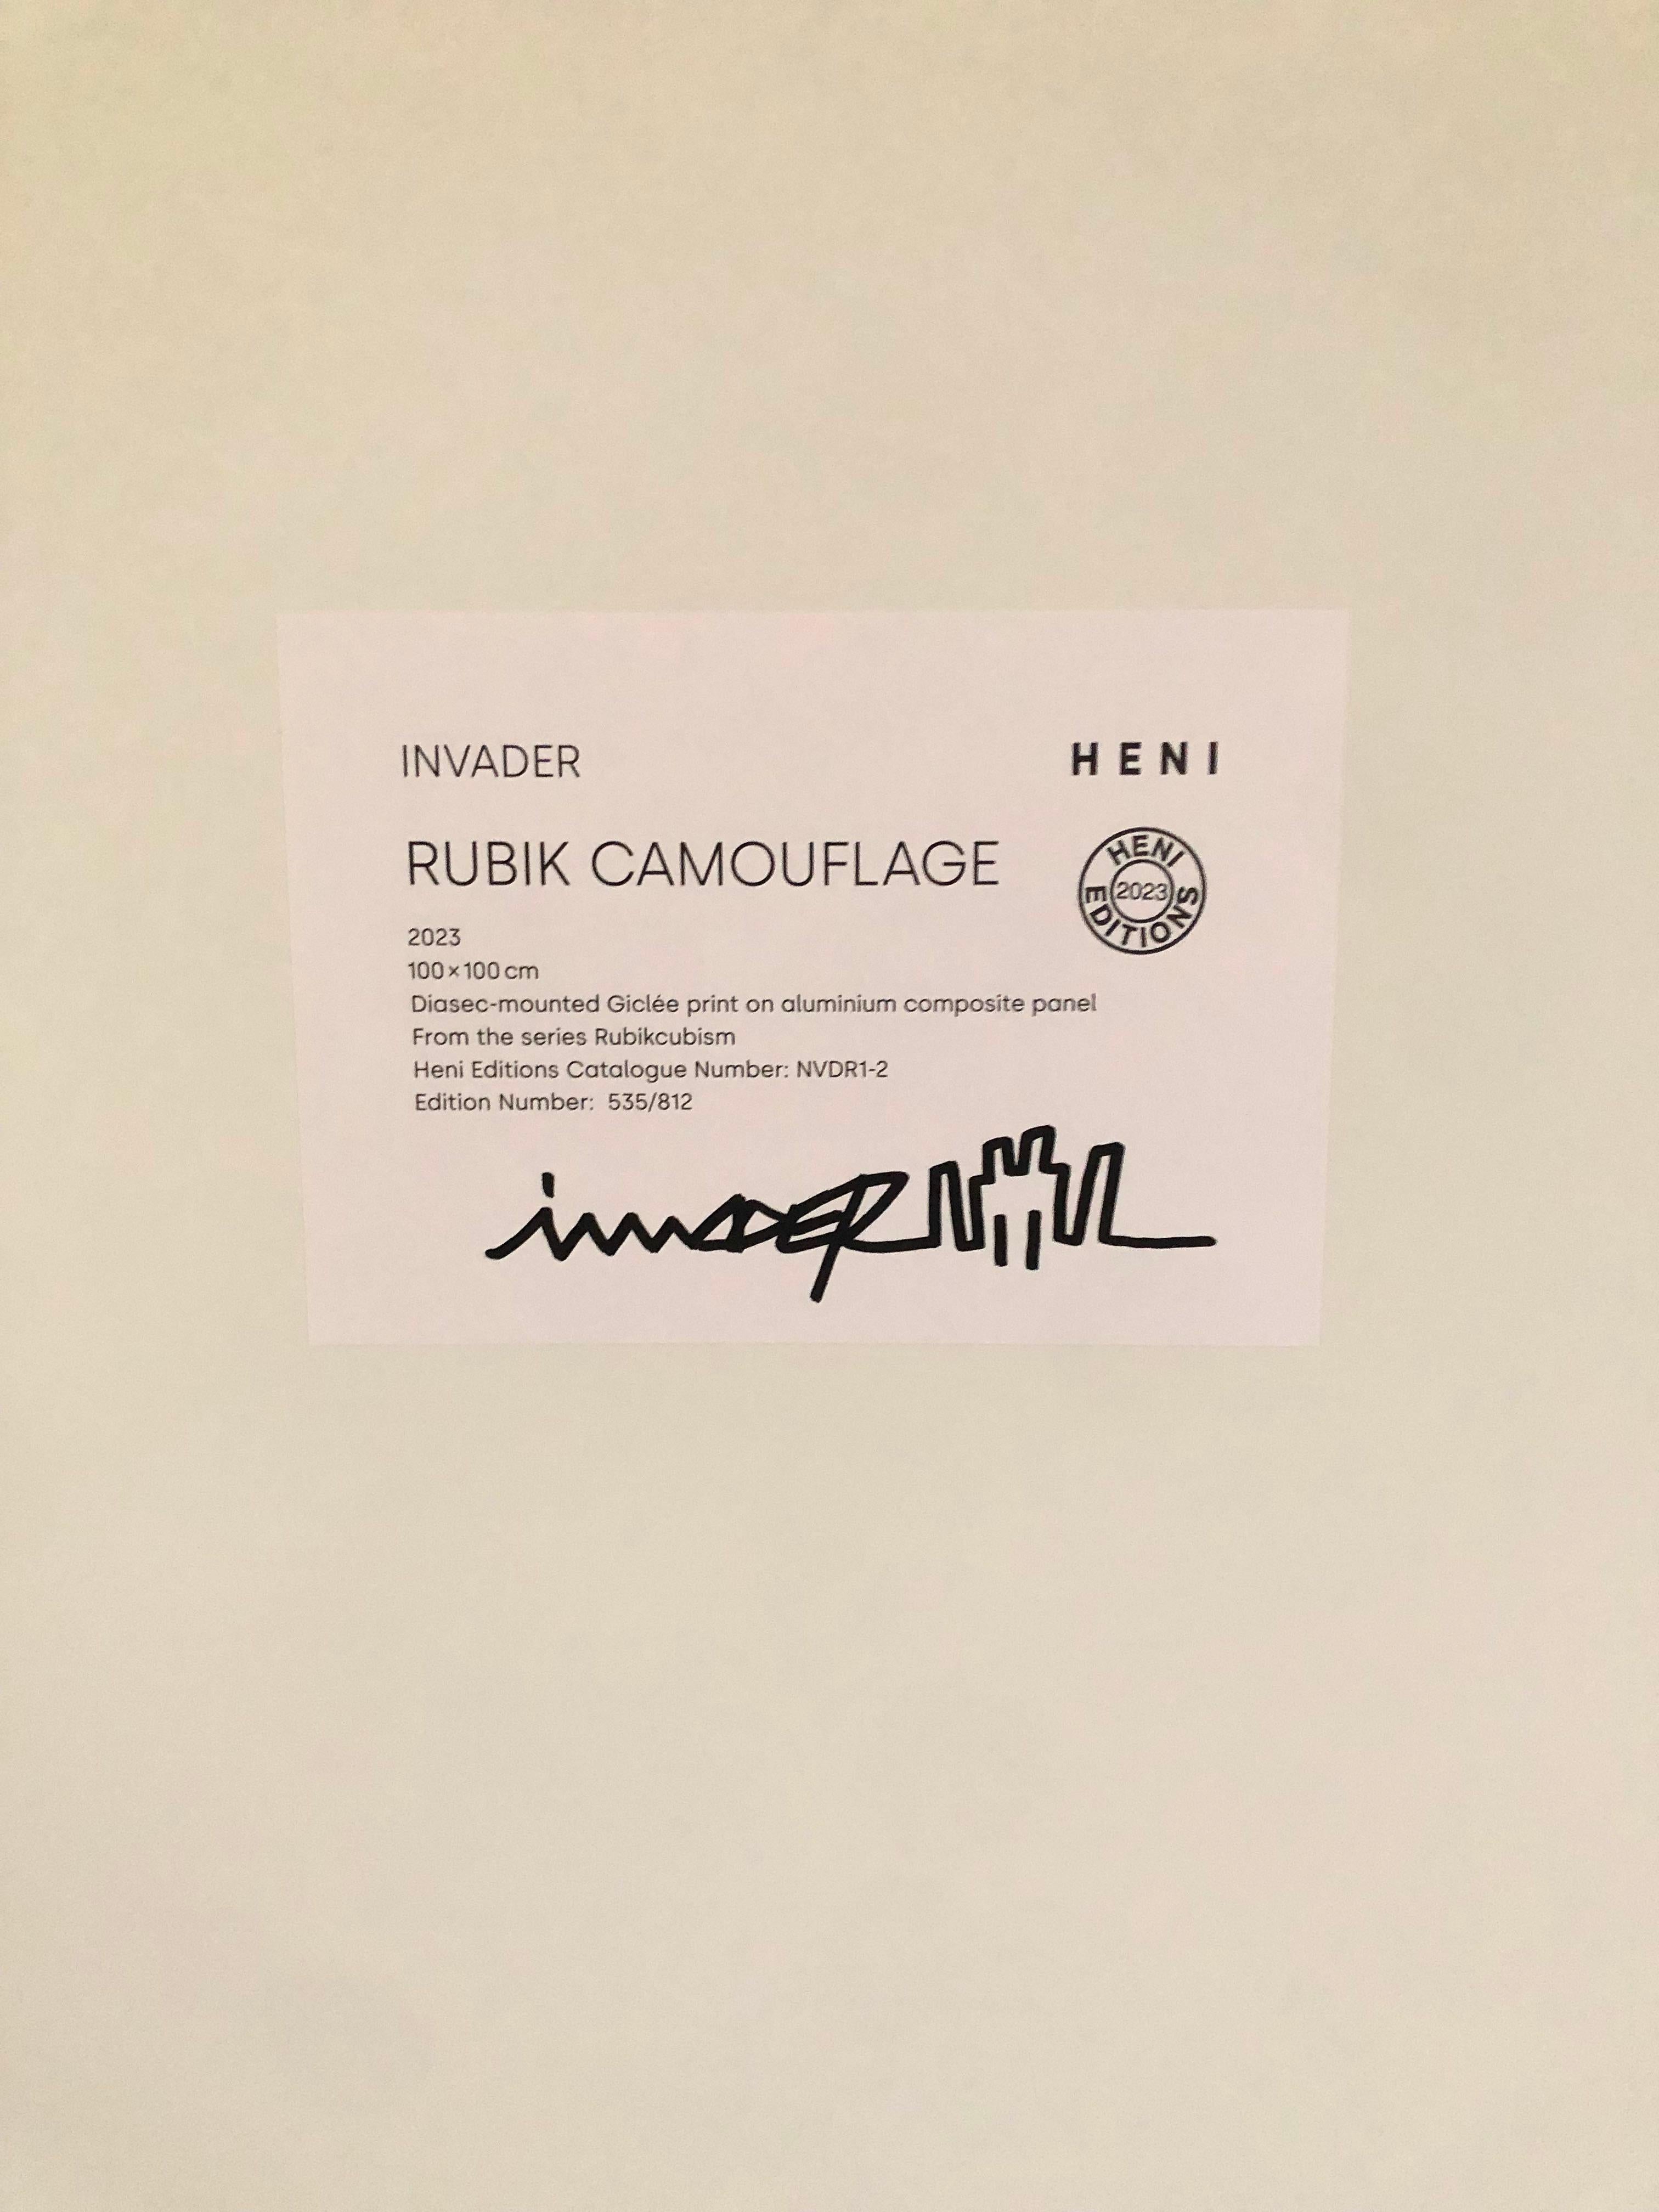 INVADER
HENI
RUBIK CAMOUFLAGE
HENI EDITIONS
2023
2023
100 × 100 cm
Diasec-mounted Giclée print on aluminium composite panel
From the series Rubikcubism
Heni Editions Catalogue Number: NVDR1-2
Edition Number: 535/812
invadeR